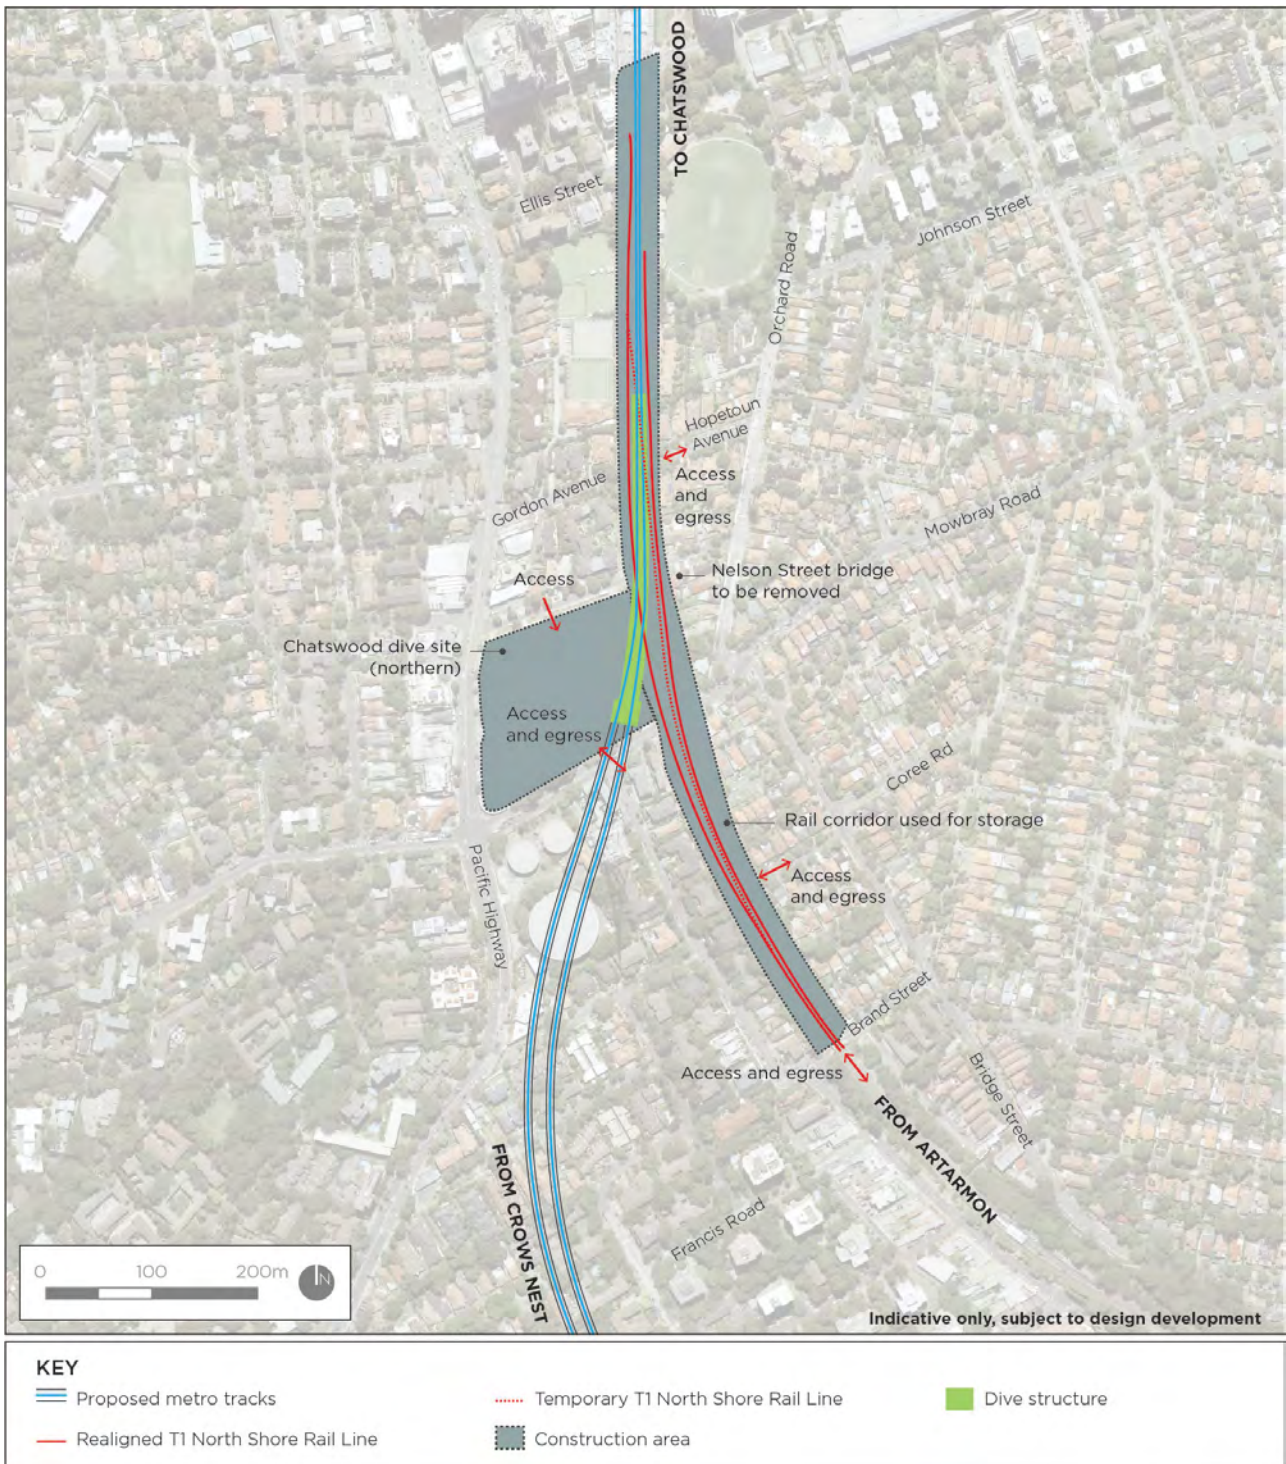 TO CHATSWOOD
Ellis Street
Johnson Street
Orchard Road
Hopetoun
Avenue
Access
and
egress
Gordon Avenue
Mowbray Road
Access
Nelson Street bridge
to be removed
Chatswood dive site
(northern)
Access
and egress
Coree Rd
Rail corridor used for storage
Pacific Highway
Access
and egress
Brand Street
Access and egress
Bridge Street
FROM ARTARMON
FROM CROWS NEST
Francis Road
0 100 200m
N
Indicative only, subject to design development
KEY
Proposed metro tracks
Temporary T1 North Shore Rail Line
Dive structure
Realigned T1 North Shore Rail Line
Construction area